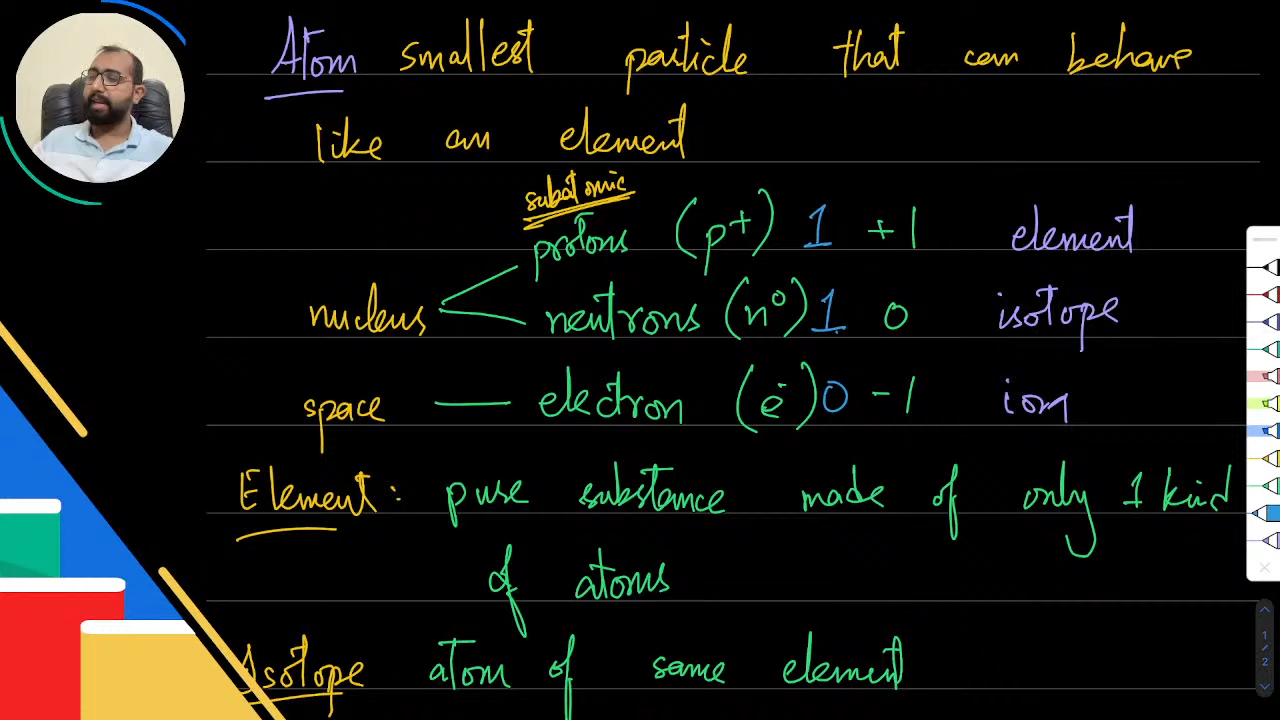 Atom smallest particle that can behave
like an element
subatomic
protons (p+) 1 +1 element
nucleus neutrons (n⁰) 1 0 isotope
space — electron (e⁻) 0 -1 ion
Element: pure substance made of only 1 kind
of atoms
Isotope atom of same element
1/2